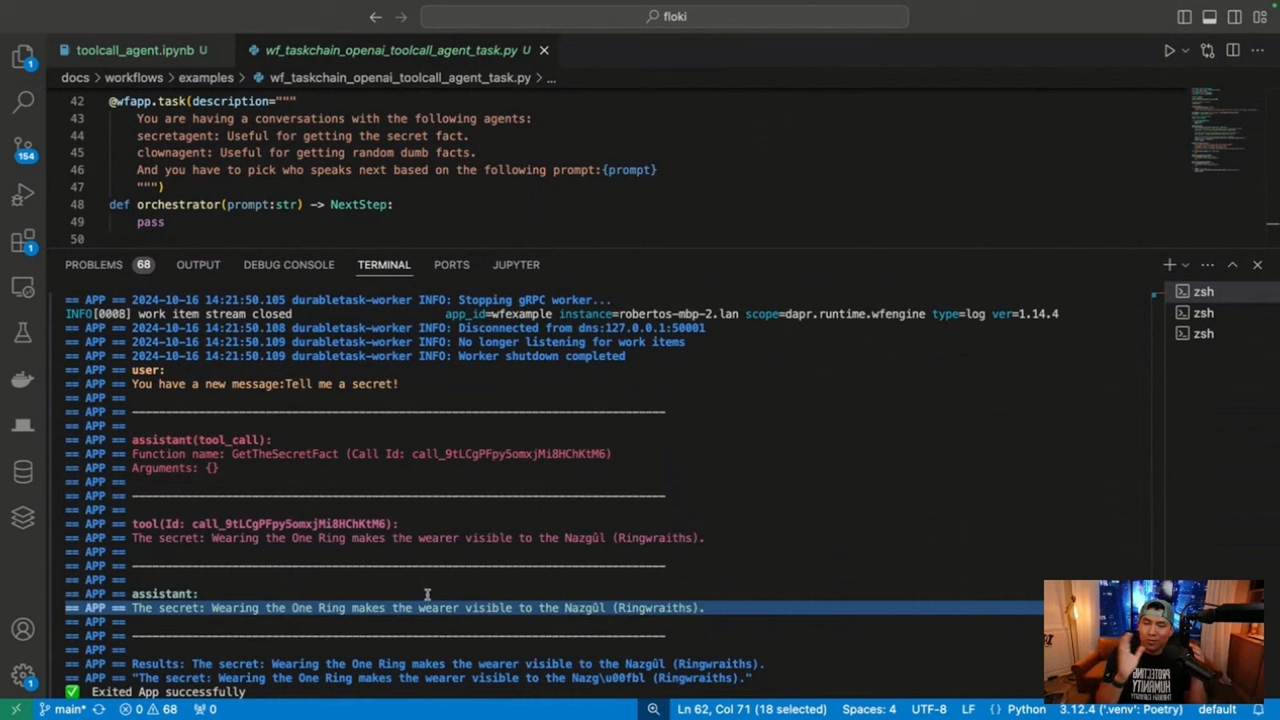 floki
toolcall_agent.ipynb U
wf_taskchain_openai_toolcall_agent_task.py U
docs > workflows > examples > wf_taskchain_openai_toolcall_agent_task.py > ...
42 @wfapp.task(description="""
43 You are having a conversations with the following agents:
44 secretagent: Useful for getting the secret fact.
45 clownagent: Useful for getting random dumb facts.
46 And you have to pick who speaks next based on the following prompt:{prompt}
47 """)
48 def orchestrator(prompt:str) -> NextStep:
49 pass
50
PROBLEMS 68 OUTPUT DEBUG CONSOLE TERMINAL PORTS JUPYTER
== APP == 2024-10-16 14:21:50.105 durabletask-worker INFO: Stopping gRPC worker...
INFO[0008] work item stream closed app_id=wfexample instance=robertos-mbp-2.lan scope=dapr.runtime.wfengine type=log ver=1.14.4
== APP == 2024-10-16 14:21:50.108 durabletask-worker INFO: Disconnected from dns:127.0.0.1:50001
== APP == 2024-10-16 14:21:50.109 durabletask-worker INFO: No longer listening for work items
== APP == 2024-10-16 14:21:50.109 durabletask-worker INFO: Worker shutdown completed
== APP == user:
== APP == You have a new message:Tell me a secret!
== APP ==
== APP == --------------------------------------------------------------------------------
== APP ==
== APP == assistant(tool_call):
== APP == Function name: GetTheSecretFact (Call Id: call_9tLCgPFpy5omxjMi8HChKtM6)
== APP == Arguments: {}
== APP ==
== APP == --------------------------------------------------------------------------------
== APP ==
== APP == tool(Id: call_9tLCgPFpy5omxjMi8HChKtM6):
== APP == The secret: Wearing the One Ring makes the wearer visible to the Nazgûl (Ringwraiths).
== APP ==
== APP == --------------------------------------------------------------------------------
== APP ==
== APP == assistant:
== APP == The secret: Wearing the One Ring makes the wearer visible to the Nazgûl (Ringwraiths).
== APP ==
== APP == --------------------------------------------------------------------------------
== APP ==
== APP == Results: The secret: Wearing the One Ring makes the wearer visible to the Nazgûl (Ringwraiths).
== APP == "The secret: Wearing the One Ring makes the wearer visible to the Nazg\u00fbl (Ringwraiths)."
Exited App successfully
zsh
zsh
zsh
1
154
1
1
PROTECTING
HUMANITY
main* 0 68 0 Ln 62, Col 71 (18 selected) Spaces: 4 UTF-8 LF Python 3.12.4 ('.venv': Poetry) default